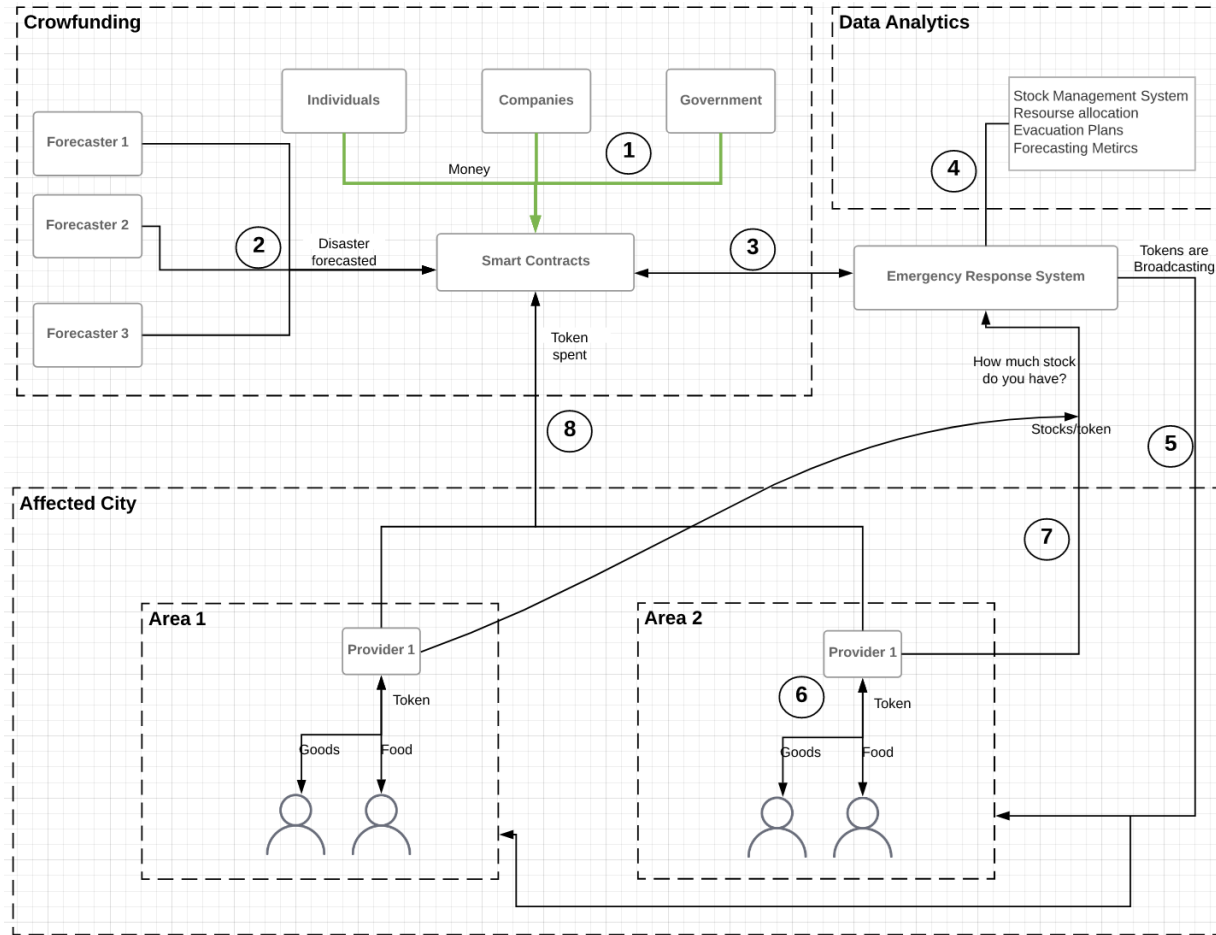 Crowfunding
Data Analytics
Individuals
Companies
Government
Stock Management System
Resourse allocation
Evacuation Plans
Forecasting Metircs
Forecaster 1
1
Money
4
Forecaster 2
2
Disaster
forecasted
Smart Contracts
3
Emergency Response System
Tokens are
Broadcasting
Forecaster 3
Token
spent
How much stock
do you have?
8
Stocks/token
5
Affected City
7
Area 1
Area 2
Provider 1
Provider 1
6
Token
Token
Goods
Food
Goods
Food